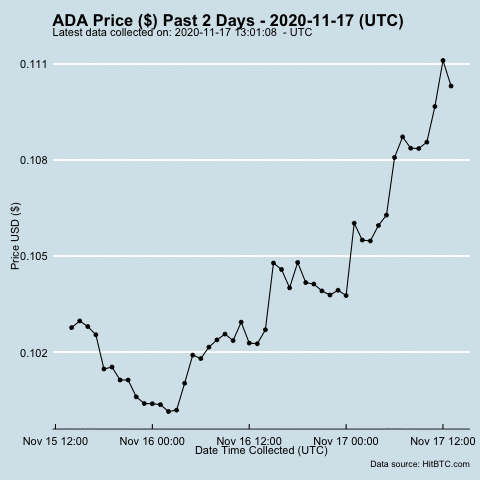 ADA Price ($) Past 2 Days - 2020-11-17 (UTC)
Latest data collected on: 2020-11-17 13:01:08  - UTC
0.111
0.108
0.105
0.102
Price USD ($)
Nov 15 12:00
Nov 16 00:00
Nov 16 12:00
Nov 17 00:00
Nov 17 12:00
Date Time Collected (UTC)
Data source: HitBTC.com